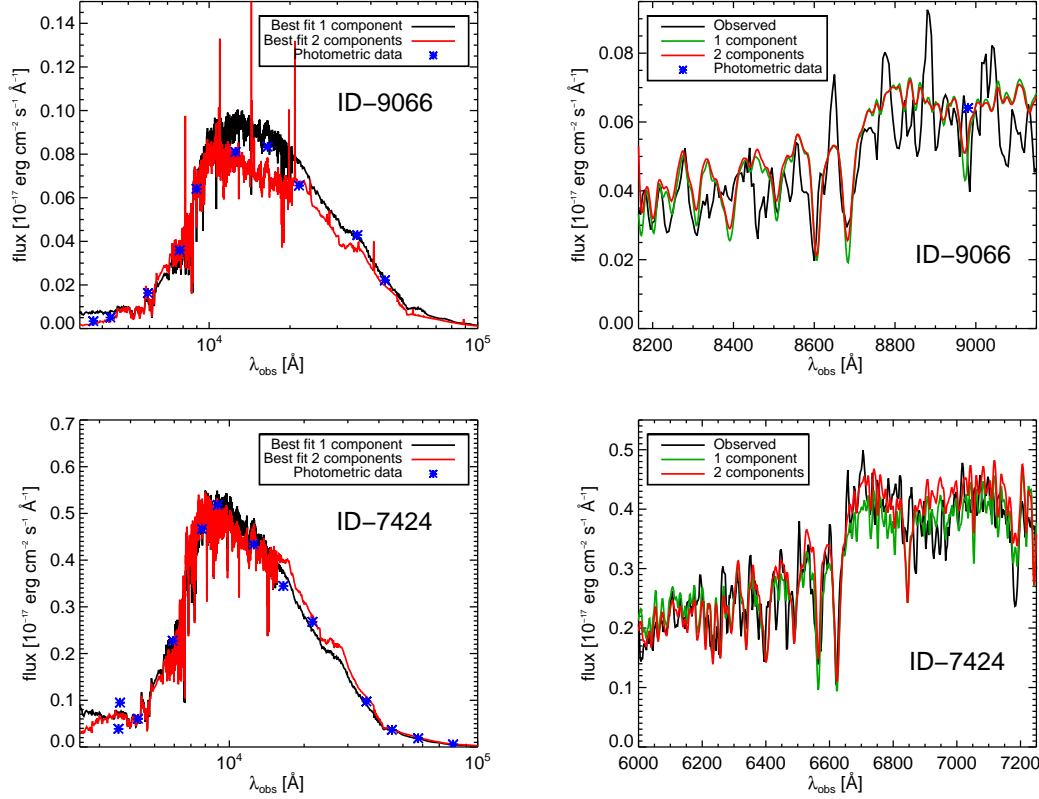 Best fit 1 component
Best fit 2 components
Photometric data
ID−9066
flux [10⁻¹⁷ erg cm⁻² s⁻¹ Å⁻¹]
0.14
0.12
0.10
0.08
0.06
0.04
0.02
0.00
10⁴
10⁵
λobs [Å]
Observed
1 component
2 components
Photometric data
ID−9066
flux [10⁻¹⁷ erg cm⁻² s⁻¹ Å⁻¹]
0.08
0.06
0.04
0.02
0.00
8200
8400
8600
8800
9000
λobs [Å]
Best fit 1 component
Best fit 2 components
Photometric data
ID−7424
flux [10⁻¹⁷ erg cm⁻² s⁻¹ Å⁻¹]
0.7
0.6
0.5
0.4
0.3
0.2
0.1
0.0
10⁴
10⁵
λobs [Å]
Observed
1 component
2 components
ID−7424
flux [10⁻¹⁷ erg cm⁻² s⁻¹ Å⁻¹]
0.5
0.4
0.3
0.2
0.1
0.0
6000
6200
6400
6600
6800
7000
7200
λobs [Å]